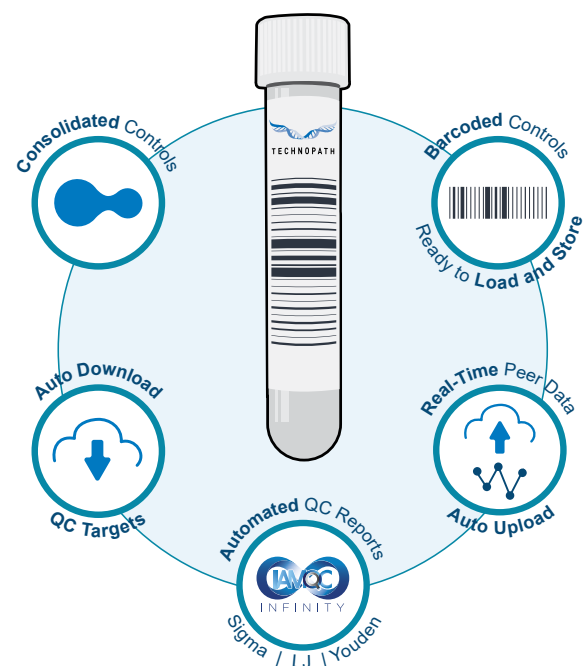 Consolidated Controls
TECHNOPATH
Barcoded Controls
Ready to Load and Store
Auto Download
QC Targets
Real-Time Peer Data
Auto Upload
Automated QC Reports
IAMQC
INFINITY
Sigma | LJ | Youden